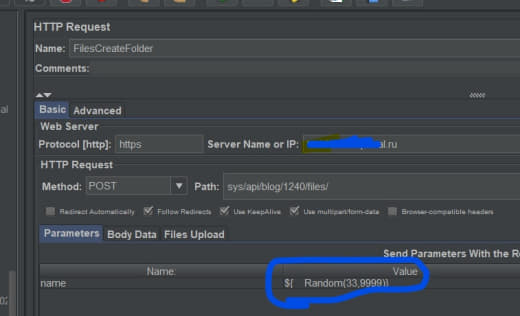 HTTP Request
Name: FilesCreateFolder
Comments:
Basic Advanced
Web Server
Protocol [http]: https Server Name or IP: al.ru
HTTP Request
Method: POST Path: sys/api/blog/1240/files/
Redirect Automatically Follow Redirects Use KeepAlive Use multipart/form-data Browser-compatible headers
Parameters Body Data Files Upload
Send Parameters With the
Name: Value
name ${__Random(33,9999)}